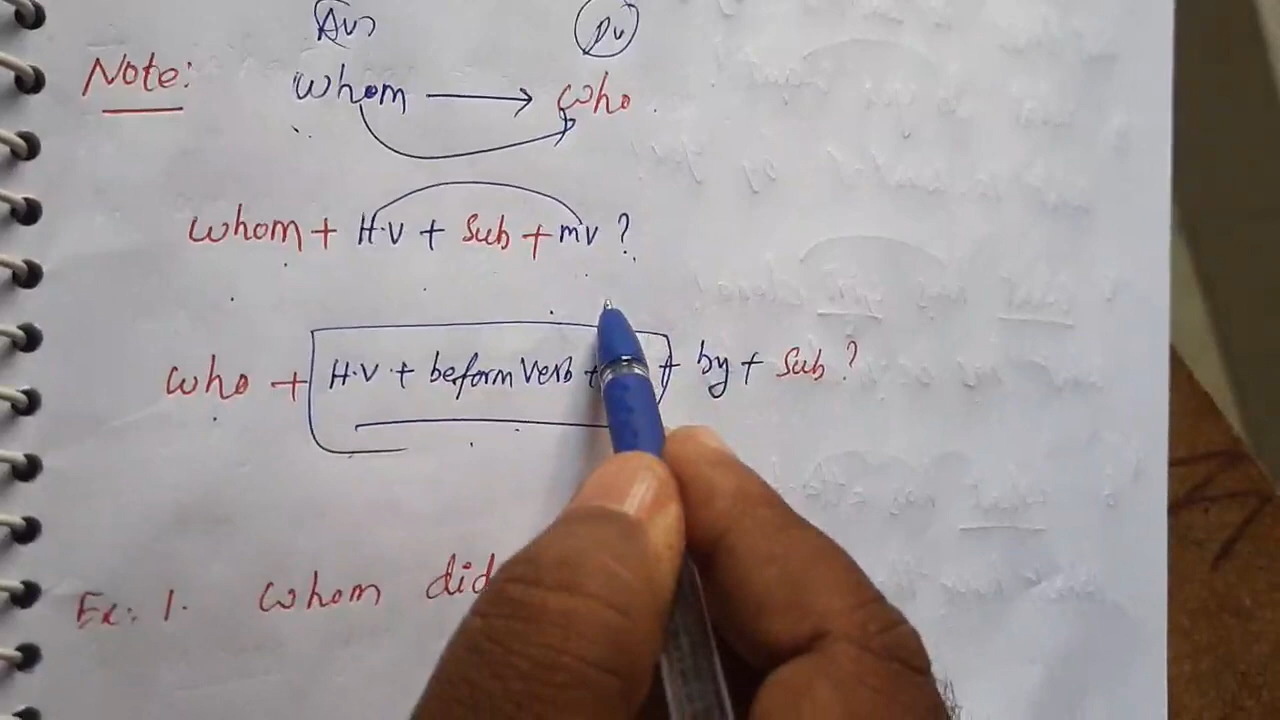 AV PV
Note: Whom → Who.
Whom + H.V + Sub + mv ?
Who + H.V + beform Verb + + by + Sub ?
Ex: 1. Whom did